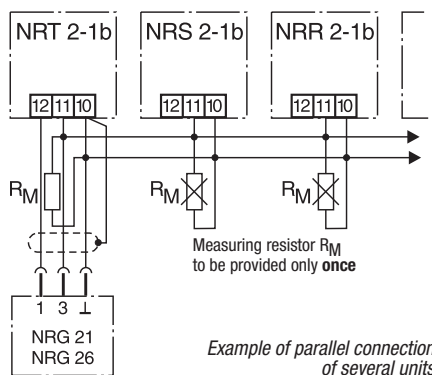 NRT 2-1b NRS 2-1b NRR 2-1b
12 11 10 12 11 10 12 11 10
RM RM RM
Measuring resistor RM
to be provided only once
1 3 ⊥
NRG 21
NRG 26
Example of parallel connection
of several units